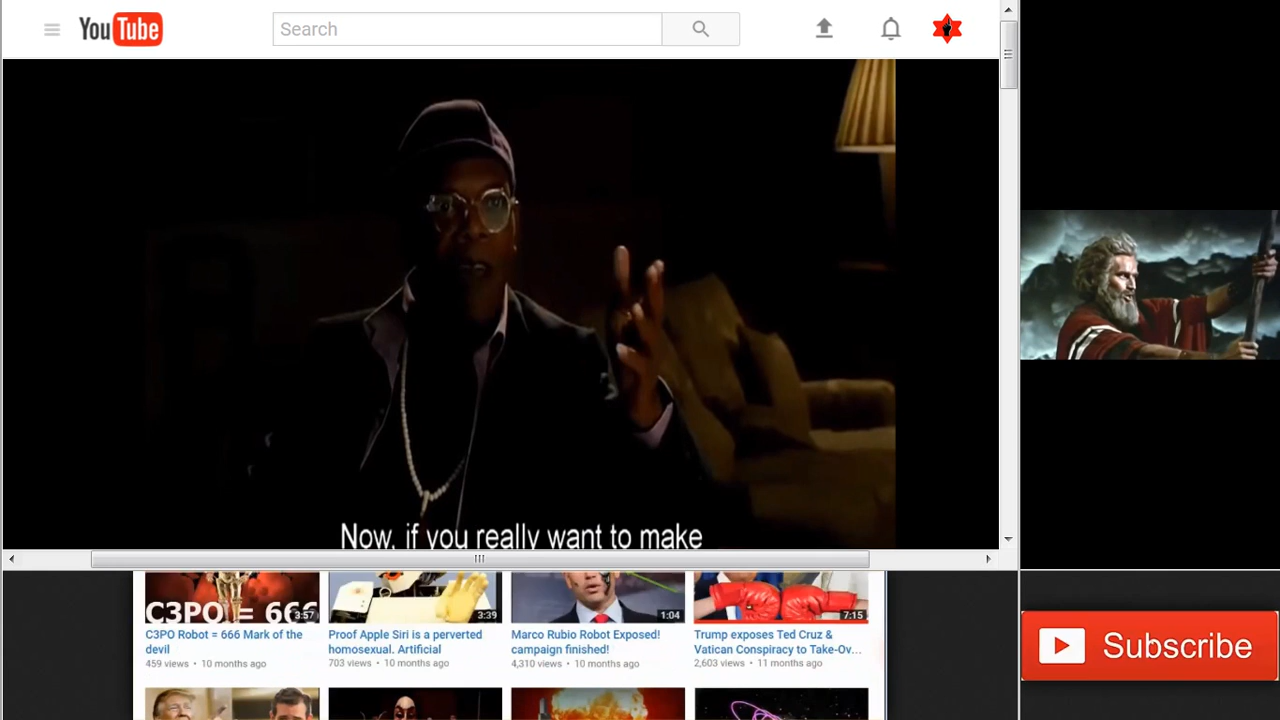 YouTube
Search
Now, if you really want to make
C3PO = 666
3:57
3:39
1:04
7:15
C3PO Robot = 666 Mark of the
devil
459 views • 10 months ago
Proof Apple Siri is a perverted
homosexual. Artificial
703 views • 10 months ago
Marco Rubio Robot Exposed!
campaign finished!
4,310 views • 10 months ago
Trump exposes Ted Cruz &
Vatican Conspiracy to Take-Ov...
2,603 views • 11 months ago
Subscribe